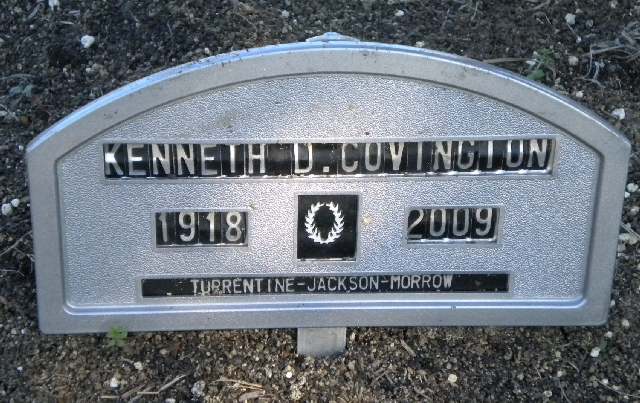 KENNETH D. COVINGTON
1918 2009
TURRENTINE-JACKSON-MORROW